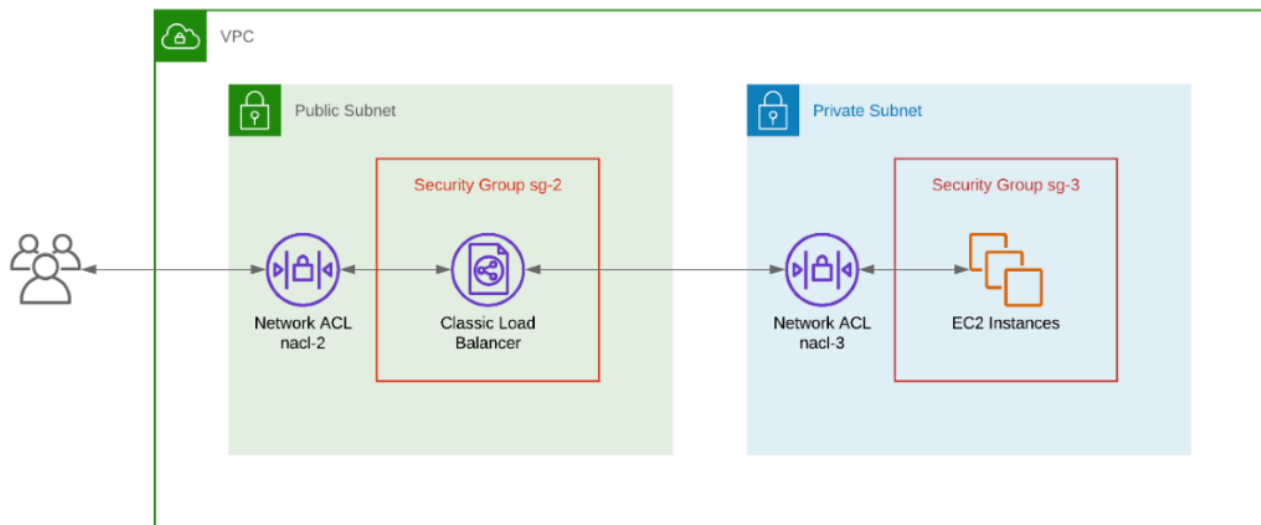 VPC
Public Subnet
Private Subnet
Security Group sg-2
Security Group sg-3
Network ACL
nacl-2
Classic Load
Balancer
Network ACL
nacl-3
EC2 Instances